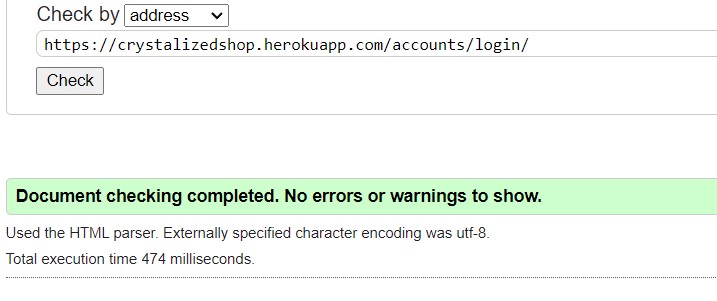 Check by address
https://crystalizedshop.herokuapp.com/accounts/login/
Check
Document checking completed. No errors or warnings to show.
Used the HTML parser. Externally specified character encoding was utf-8.
Total execution time 474 milliseconds.